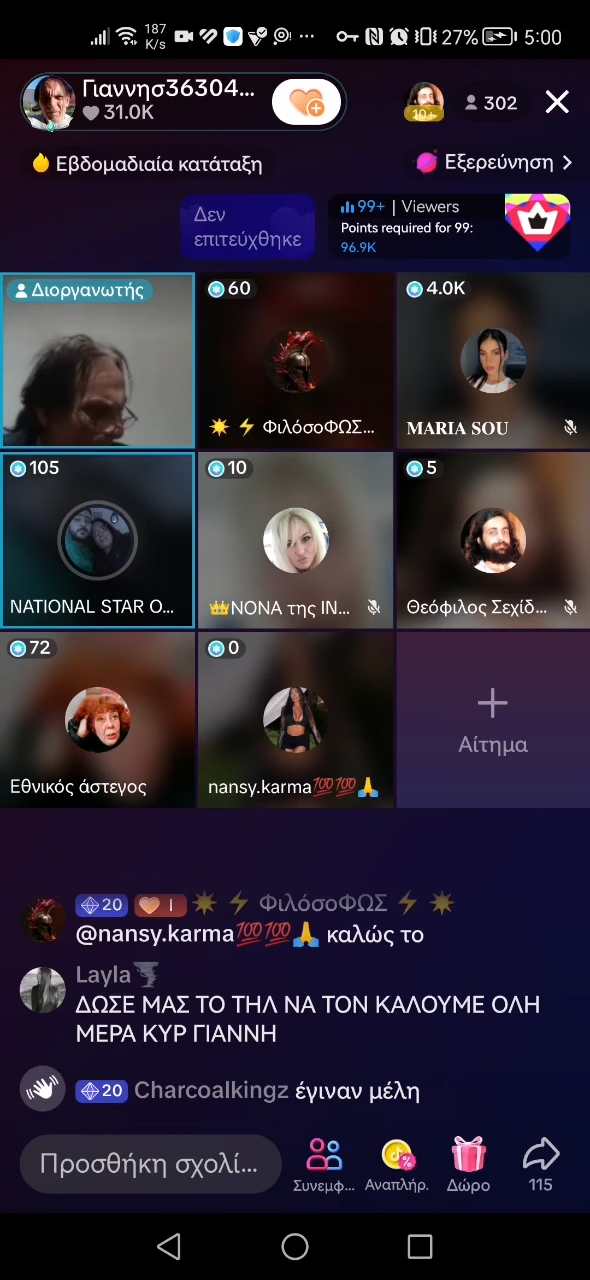 187 K/s 27% 5:00
Γιαννησ36304...
31.0K
10+
302
Εβδομαδιαία κατάταξη
Εξερεύνηση >
Δεν επιτεύχθηκε
99+ | Viewers
Points required for 99:
96.9K
Διοργανωτής
60
☀️⚡ ΦιλόσοΦΩΣ...
4.0K
MARIA SOU
105
NATIONAL STAR O...
10
👑NONA της IN...
5
Θεόφιλος Σεχίδ...
72
Εθνικός άστεγος
0
nansy.karma💯💯🙏
Αίτημα
20 I ☀️⚡ ΦιλόσοΦΩΣ ⚡☀️
@nansy.karma💯💯🙏 καλώς το
Layla🌪️
ΔΩΣΕ ΜΑΣ ΤΟ ΤΗΛ ΝΑ ΤΟΝ ΚΑΛΟΥΜΕ ΟΛΗ
ΜΕΡΑ ΚΥΡ ΓΙΑΝΝΗ
20 Charcoalkingz έγιναν μέλη
Προσθήκη σχολί...
Συνεμφ...
Αναπλήρ.
Δώρο
115